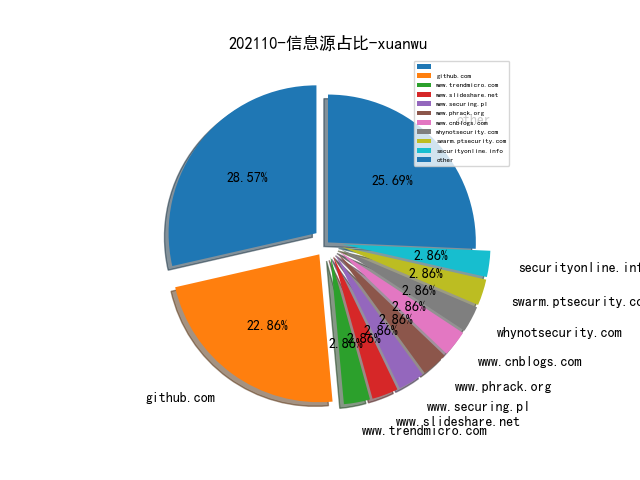 202110-信息源占比-xuanwu
github.com
www.trendmicro.com
www.slideshare.net
www.securing.pl
www.phrack.org
www.cnblogs.com
whynotsecurity.com
swarm.ptsecurity.com
securityonline.info
other
other
28.57%
25.69%
22.86%
2.86%
2.86%
2.86%
2.86%
2.86%
2.86%
2.86%
2.86%
securityonline.inf
swarm.ptsecurity.co
whynotsecurity.com
www.cnblogs.com
www.phrack.org
www.securing.pl
www.slideshare.net
www.trendmicro.com
github.com